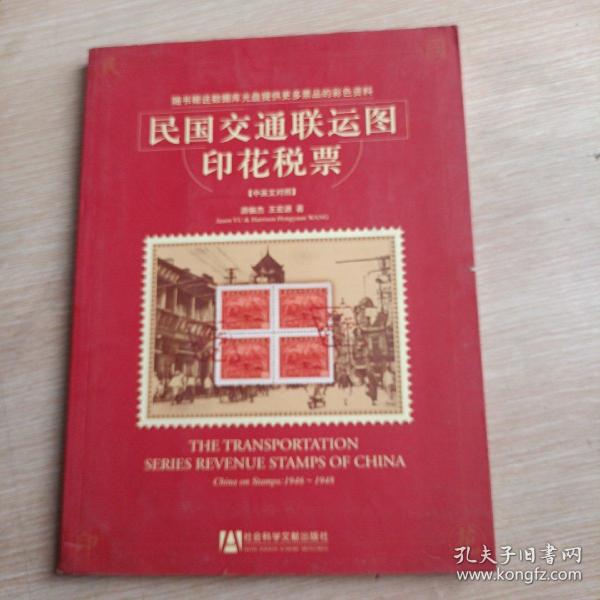 随书赠送数据库光盘提供更多票品的彩色资料
民国交通联运图
印花税票
【中英文对照】
游振杰 王宏源 著
Jason YU & Harrison Hongyuan WANG
THE TRANSPORTATION
SERIES REVENUE STAMPS OF CHINA
China on Stamps: 1946~1948
社会科学文献出版社
孔夫子旧书网
www.kongfz.com